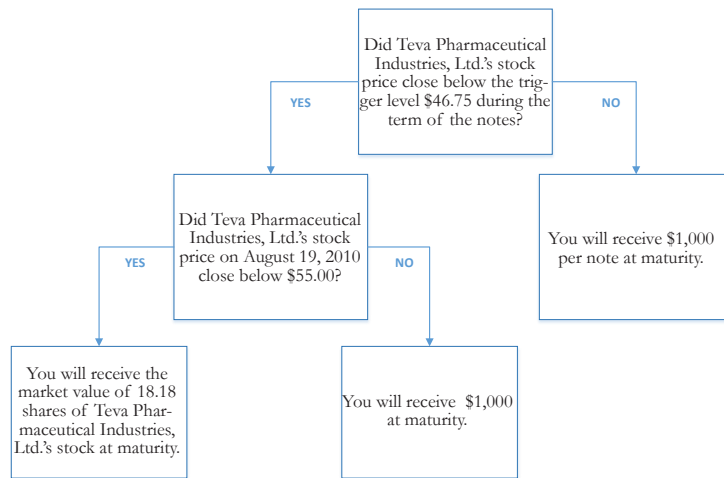 Did Teva Pharmaceutical
Industries, Ltd.'s stock
price close below the trig-
ger level $46.75 during the
term of the notes?
YES
NO
Did Teva Pharmaceutical
Industries, Ltd.'s stock
price on August 19, 2010
close below $55.00?
You will receive $1,000
per note at maturity.
YES
NO
You will receive the
market value of 18.18
shares of Teva Phar-
maceutical Industries,
Ltd.'s stock at maturity.
You will receive $1,000
at maturity.